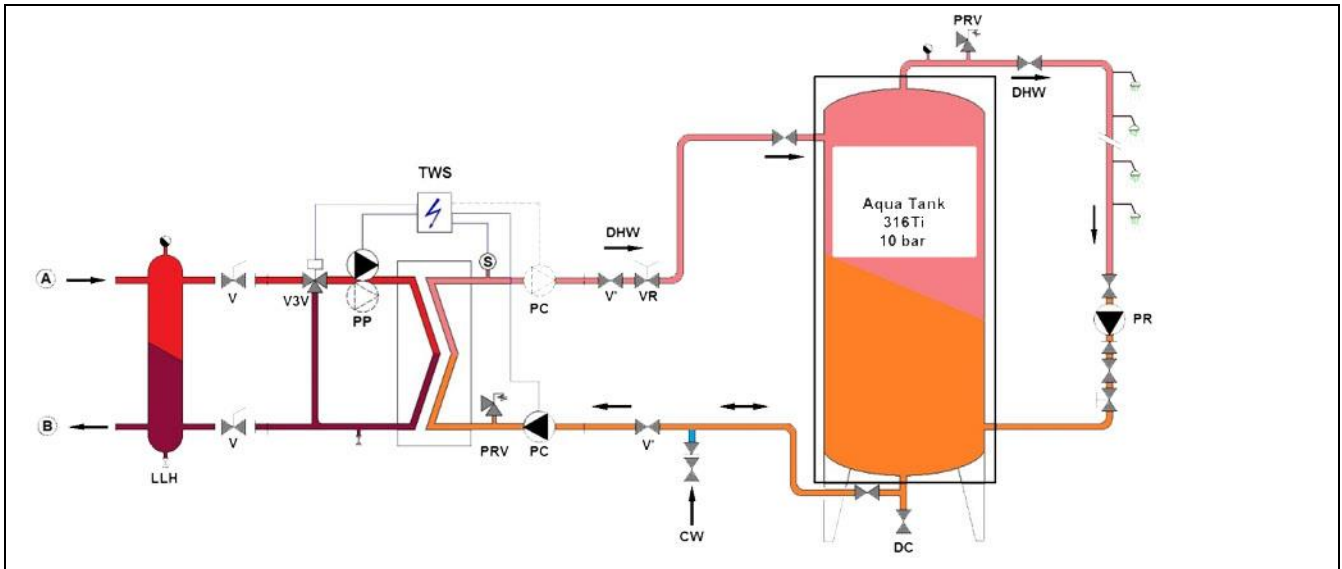 PRV
DHW
TWS
Aqua Tank
316Ti
10 bar
DHW
S
A
V
V3V
PP
PC
V'
VR
PR
B
V
PRV
PC
V'
LLH
CW
DC